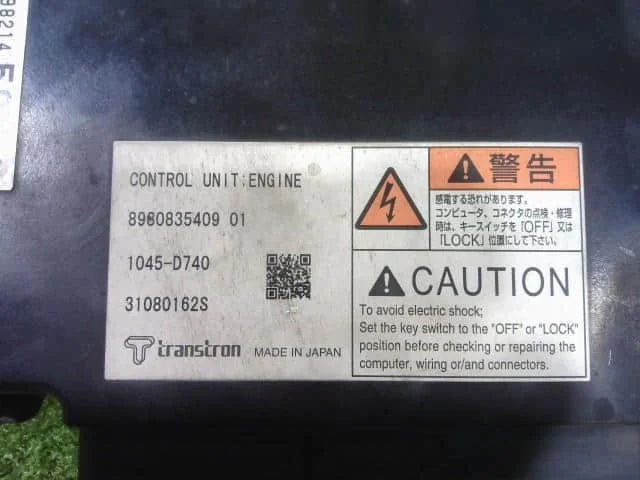 98214
CONTROL UNIT:ENGINE
8980835409 01
1045-D740
31080162S
transtron MADE IN JAPAN
警告
感電する恐れがあります。
コンピュータ、コネクタの点検・修理
時は、キースイッチを「OFF」又は
「LOCK」位置にして下さい。
CAUTION
To avoid electric shock;
Set the key switch to the "OFF" or "LOCK"
position before checking or repairing the
computer, wiring or/and connectors.